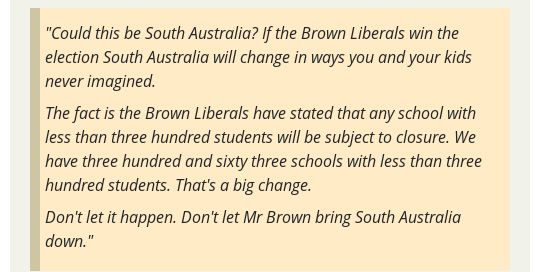 "Could this be South Australia? If the Brown Liberals win the
election South Australia will change in ways you and your kids
never imagined.
The fact is the Brown Liberals have stated that any school with
less than three hundred students will be subject to closure. We
have three hundred and sixty three schools with less than three
hundred students. That's a big change.
Don't let it happen. Don't let Mr Brown bring South Australia
down."